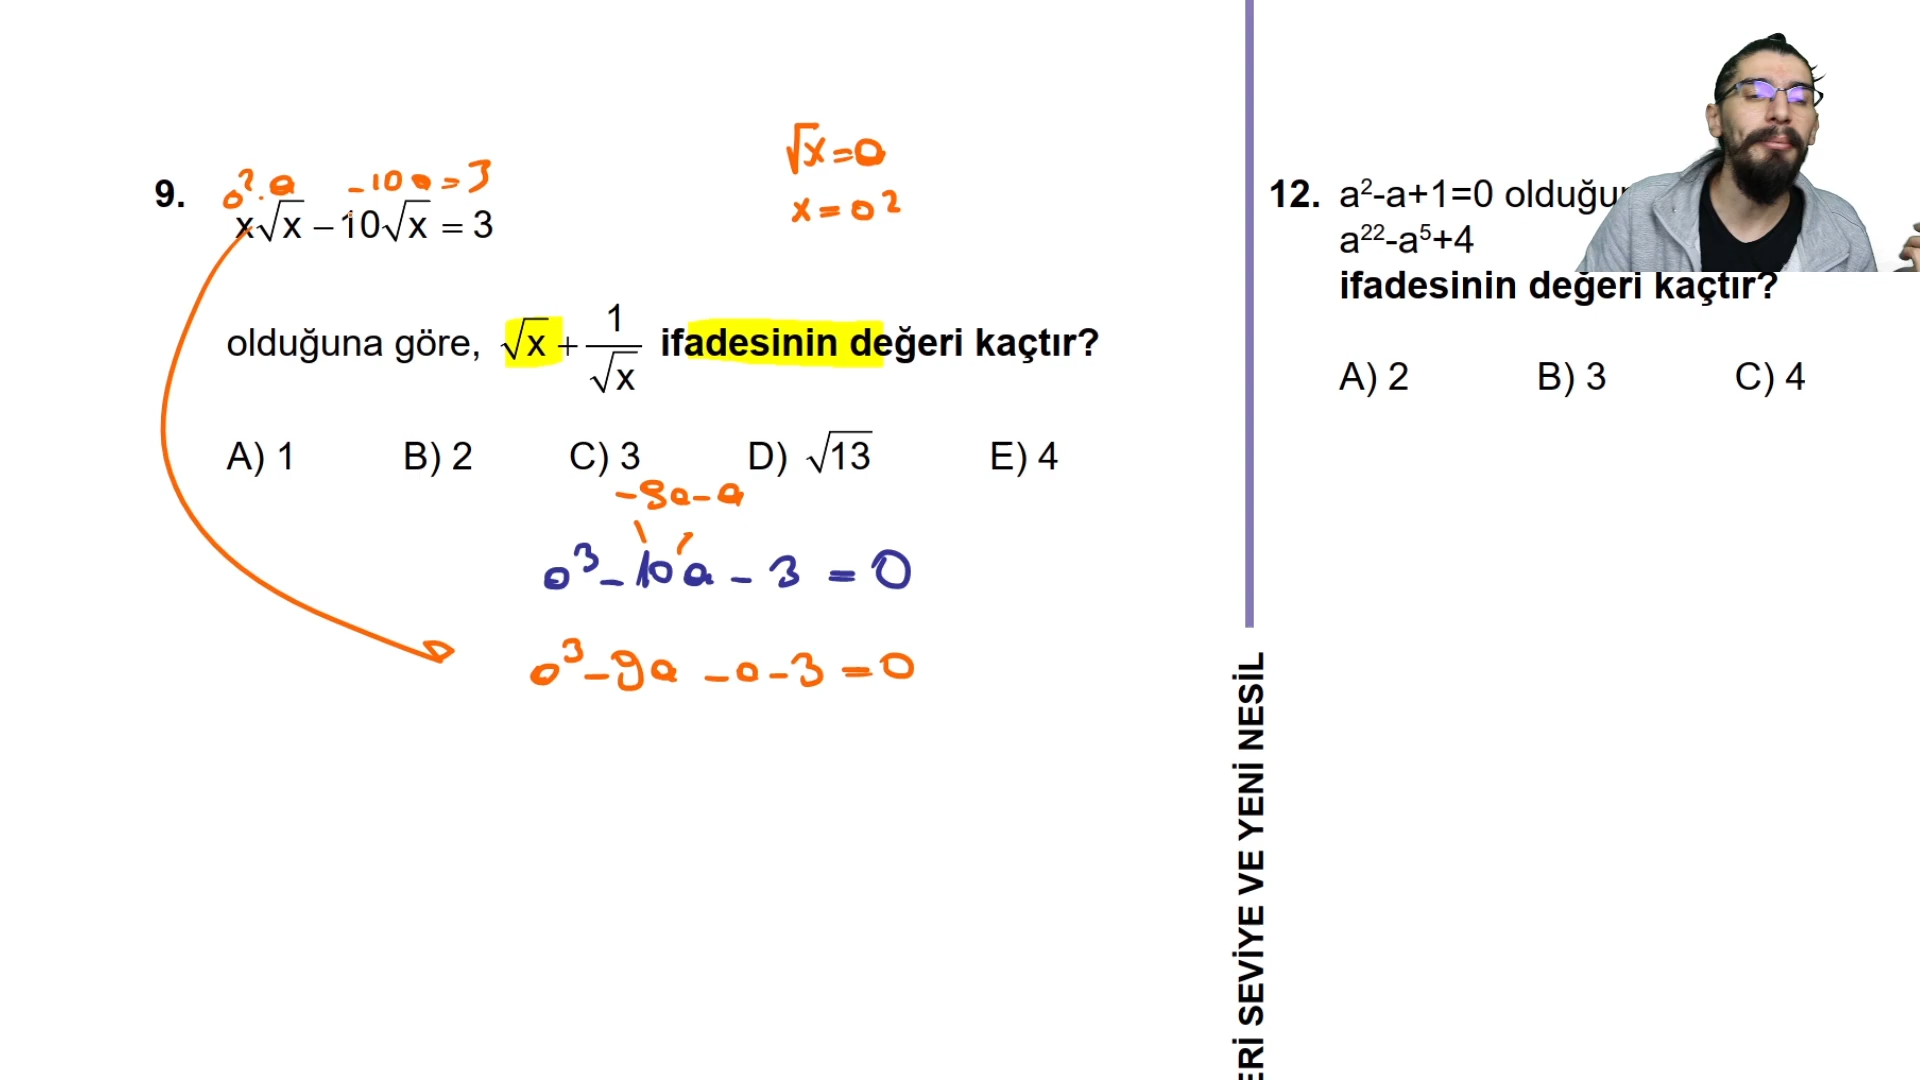 9.
a².a -10a=3
x√x – 10√x = 3
√x=a
x=a²
olduğuna göre, √x + 1/√x ifadesinin değeri kaçtır?
A) 1 B) 2 C) 3 D) √13 E) 4
-9a-a
a³-10a-3=0
a³-9a-a-3=0
12. a²-a+1=0
a²²-a⁵+4
ifadesinin değeri kaçtır?
A) 2 B) 3 C) 4
SEVİYE VE YENİ NESİL